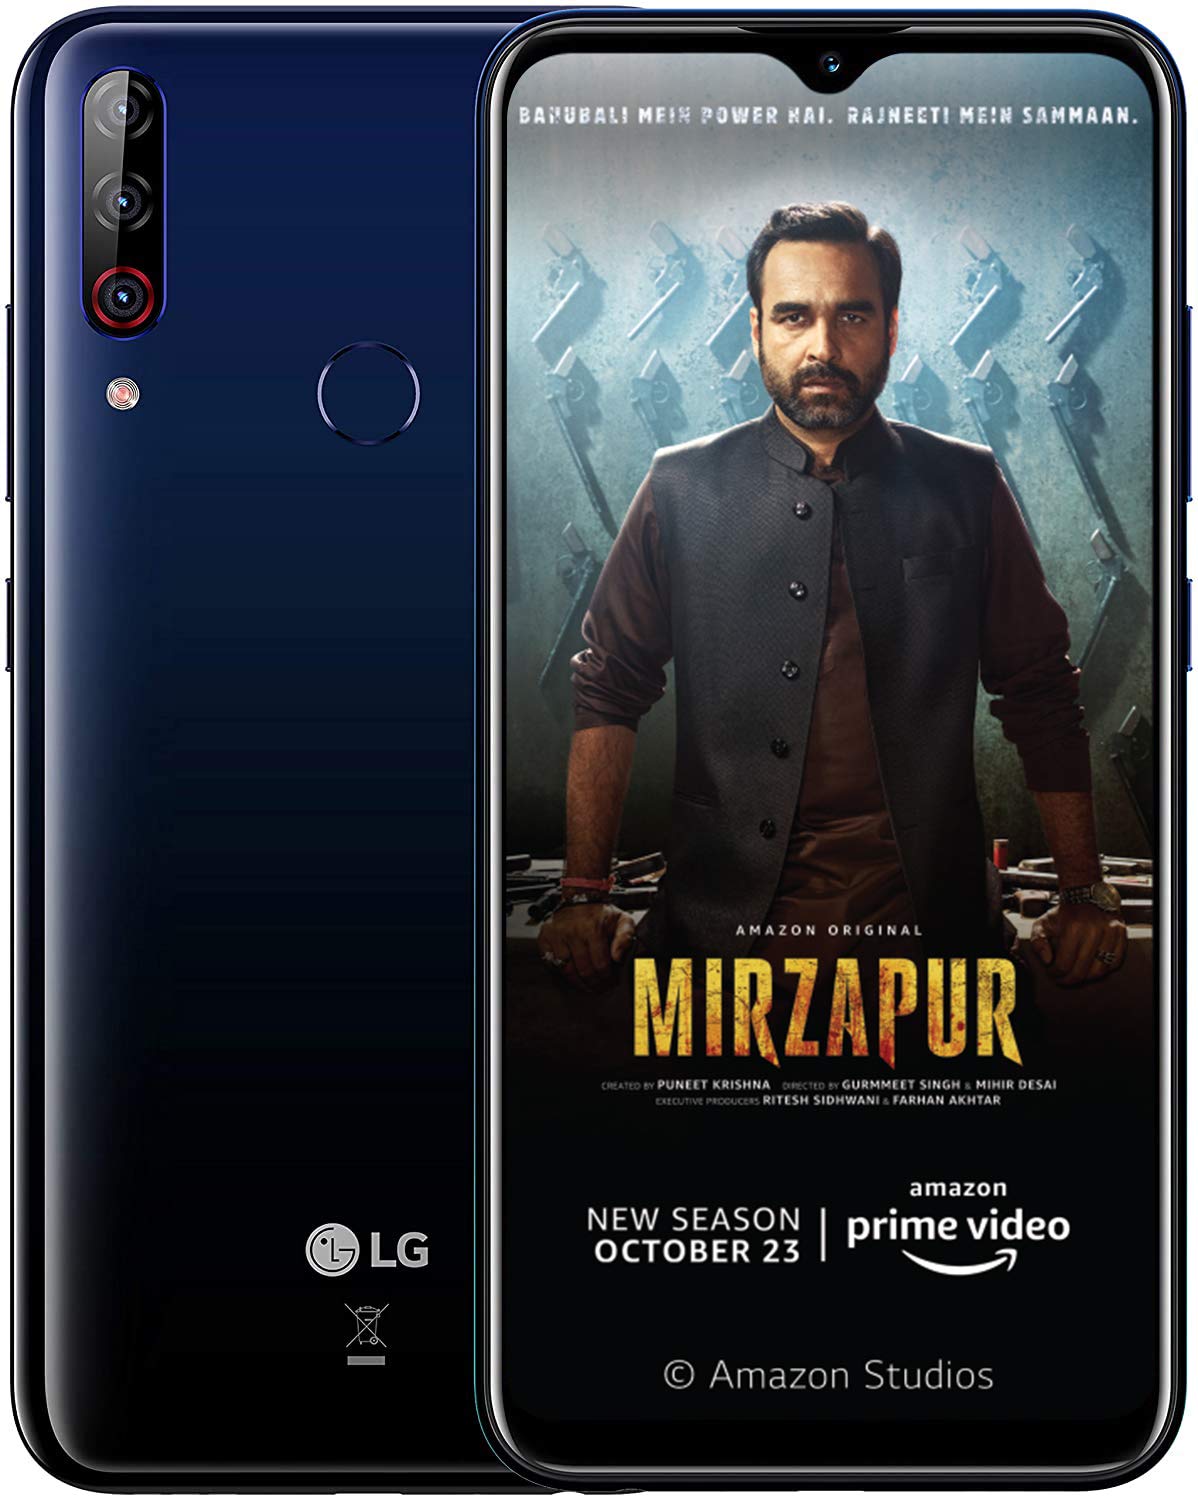 BAHUBALI MEIN POWER HAI. RAJNEETI MEIN SAMMAAN.
AMAZON ORIGINAL
MIRZAPUR
CREATED BY PUNEET KRISHNA DIRECTED BY GURMMEET SINGH & MIHIR DESAI
EXECUTIVE PRODUCERS RITESH SIDHWANI & FARHAN AKHTAR
NEW SEASON
OCTOBER 23
amazon
prime video
© Amazon Studios
LG